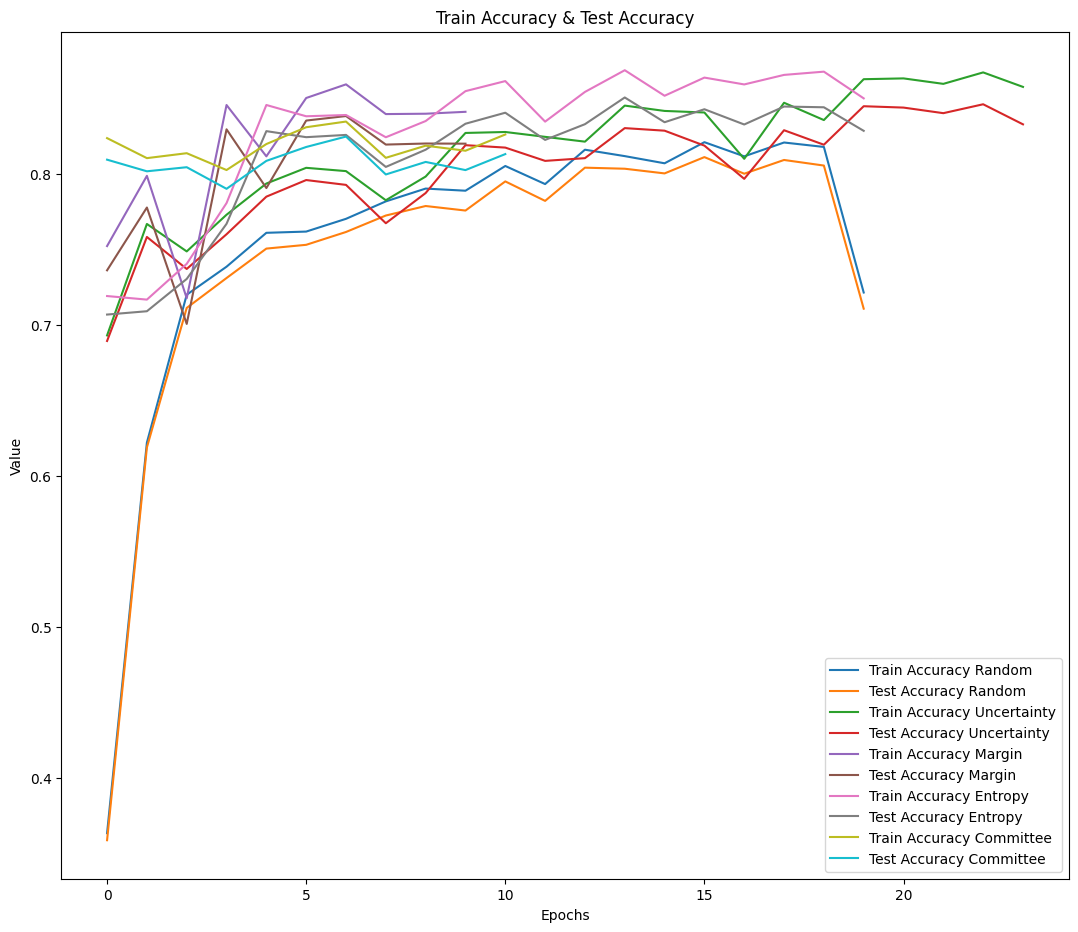 Train Accuracy & Test Accuracy
Value
0.8
0.7
0.6
0.5
0.4
0
5
10
15
20
Epochs
Train Accuracy Random
Test Accuracy Random
Train Accuracy Uncertainty
Test Accuracy Uncertainty
Train Accuracy Margin
Test Accuracy Margin
Train Accuracy Entropy
Test Accuracy Entropy
Train Accuracy Committee
Test Accuracy Committee